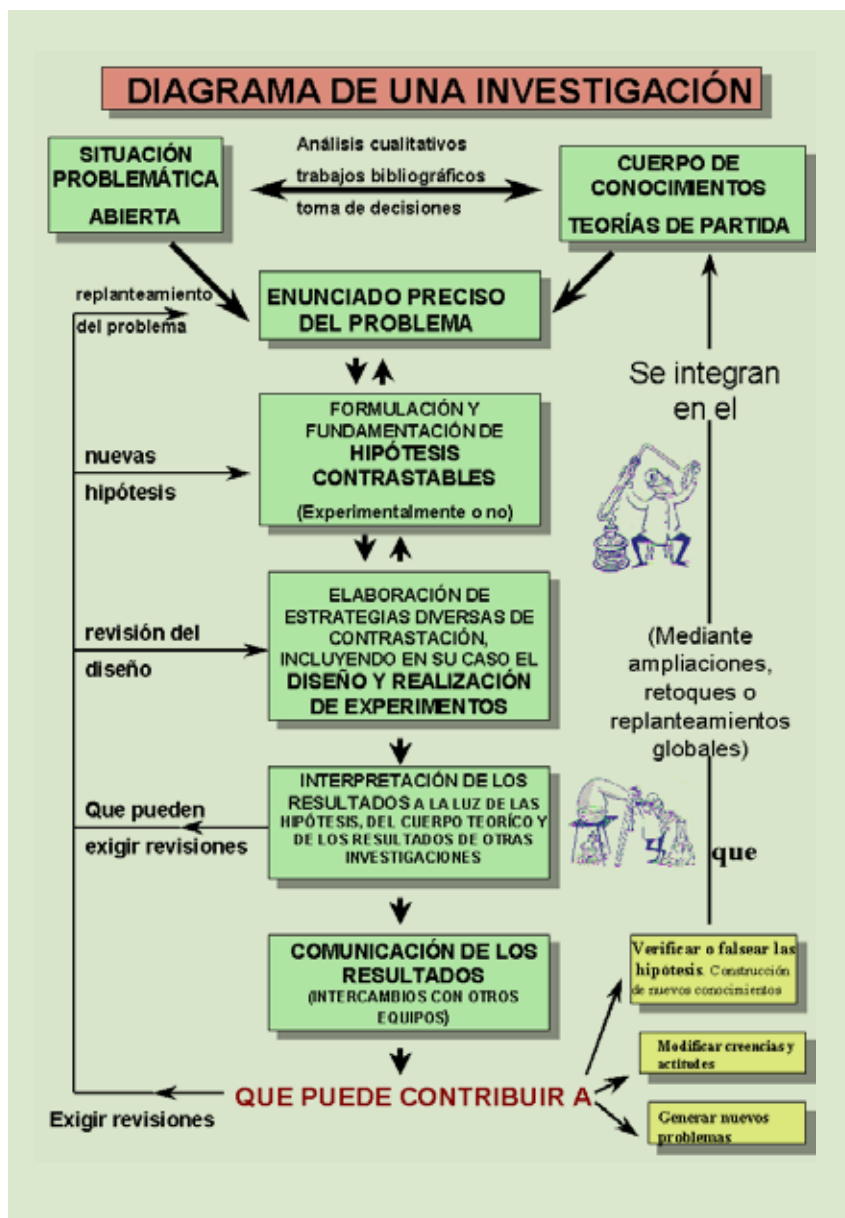 DIAGRAMA DE UNA INVESTIGACIÓN
SITUACIÓN
PROBLEMÁTICA
ABIERTA
Análisis cualitativos
trabajos bibliográficos
toma de decisiones
CUERPO DE
CONOCIMIENTOS
TEORÍAS DE PARTIDA
replanteamiento
del problema
ENUNCIADO PRECISO
DEL PROBLEMA
Se integran
en el
nuevas
hipótesis
FORMULACIÓN Y
FUNDAMENTACIÓN DE
HIPÓTESIS
CONTRASTABLES
(Experimentalmente o no)
revisión del
diseño
ELABORACIÓN DE
ESTRATEGIAS DIVERSAS DE
CONTRASTACIÓN,
INCLUYENDO EN SU CASO EL
DISEÑO Y REALIZACIÓN
DE EXPERIMENTOS
(Mediante
ampliaciones,
retoques o
replanteamientos
globales)
Que pueden
exigir revisiones
INTERPRETACIÓN DE LOS
RESULTADOS A LA LUZ DE LAS
HIPÓTESIS, DEL CUERPO TEORÍCO Y
DE LOS RESULTADOS DE OTRAS
INVESTIGACIONES
que
COMUNICACIÓN DE LOS
RESULTADOS
(INTERCAMBIOS CON OTROS
EQUIPOS)
Verificar o falsear las
hipótesis. Construcción
de nuevos conocimientos
Modificar creencias y
actitudes
QUE PUEDE CONTRIBUIR A
Exigir revisiones
Generar nuevos
problemas